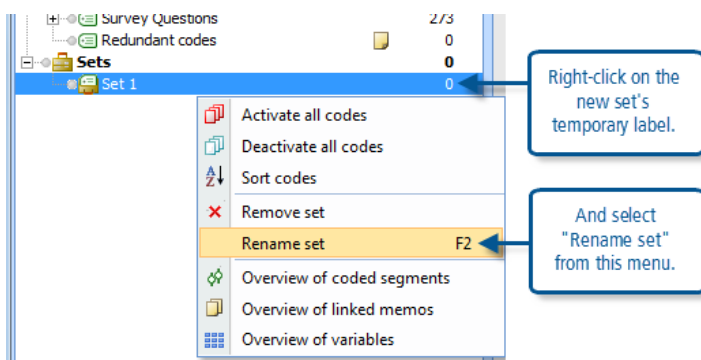 Survey Questions 273
Redundant codes 0
Sets 0
Set 1 0
Right-click on the
new set's
temporary label.
Activate all codes
Deactivate all codes
Sort codes
Remove set
Rename set F2
And select
"Rename set"
from this menu.
Overview of coded segments
Overview of linked memos
Overview of variables